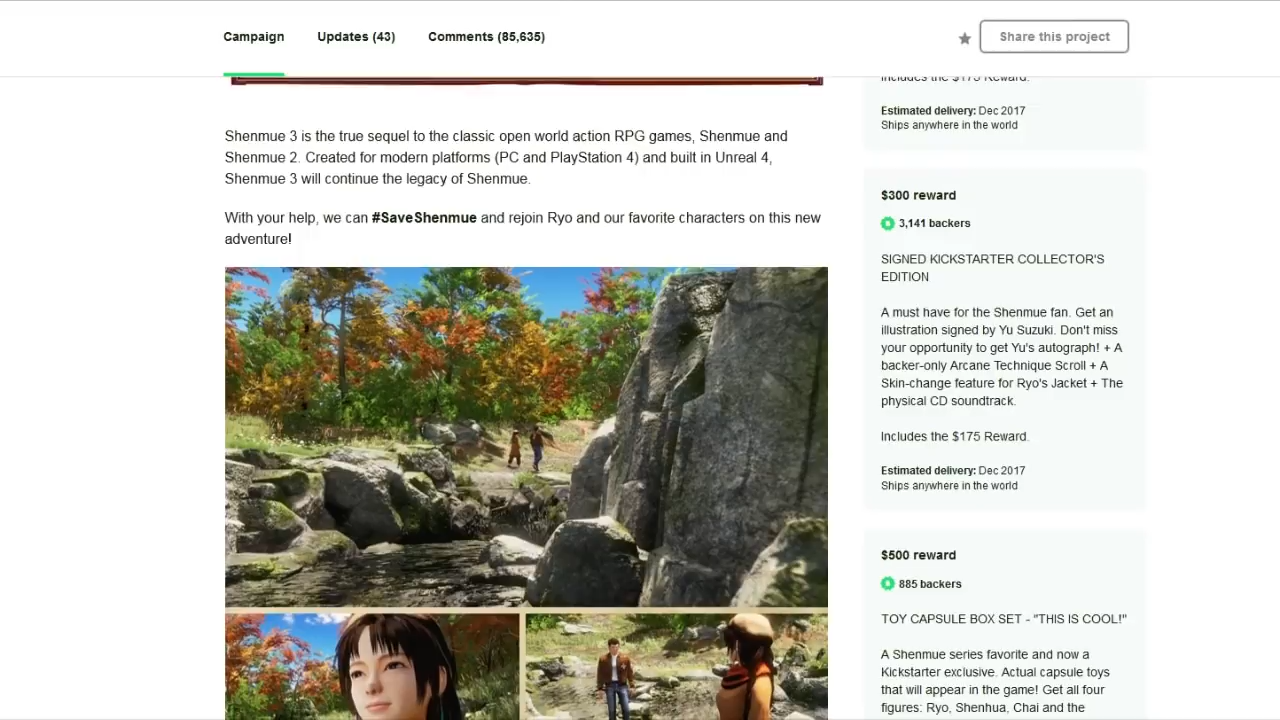 Campaign
Updates (43)
Comments (85,635)
Share this project
Shenmue 3 is the true sequel to the classic open world action RPG games, Shenmue and
Shenmue 2. Created for modern platforms (PC and PlayStation 4) and built in Unreal 4,
Shenmue 3 will continue the legacy of Shenmue.
With your help, we can #SaveShenmue and rejoin Ryo and our favorite characters on this new
adventure!
Includes the $175 Reward.
Estimated delivery: Dec 2017
Ships anywhere in the world
$300 reward
3,141 backers
SIGNED KICKSTARTER COLLECTOR'S
EDITION
A must have for the Shenmue fan. Get an
illustration signed by Yu Suzuki. Don't miss
your opportunity to get Yu's autograph! + A
backer-only Arcane Technique Scroll + A
Skin-change feature for Ryo's Jacket + The
physical CD soundtrack.
Includes the $175 Reward.
Estimated delivery: Dec 2017
Ships anywhere in the world
$500 reward
885 backers
TOY CAPSULE BOX SET - "THIS IS COOL!"
A Shenmue series favorite and now a
Kickstarter exclusive. Actual capsule toys
that will appear in the game! Get all four
figures: Ryo, Shenhua, Chai and the